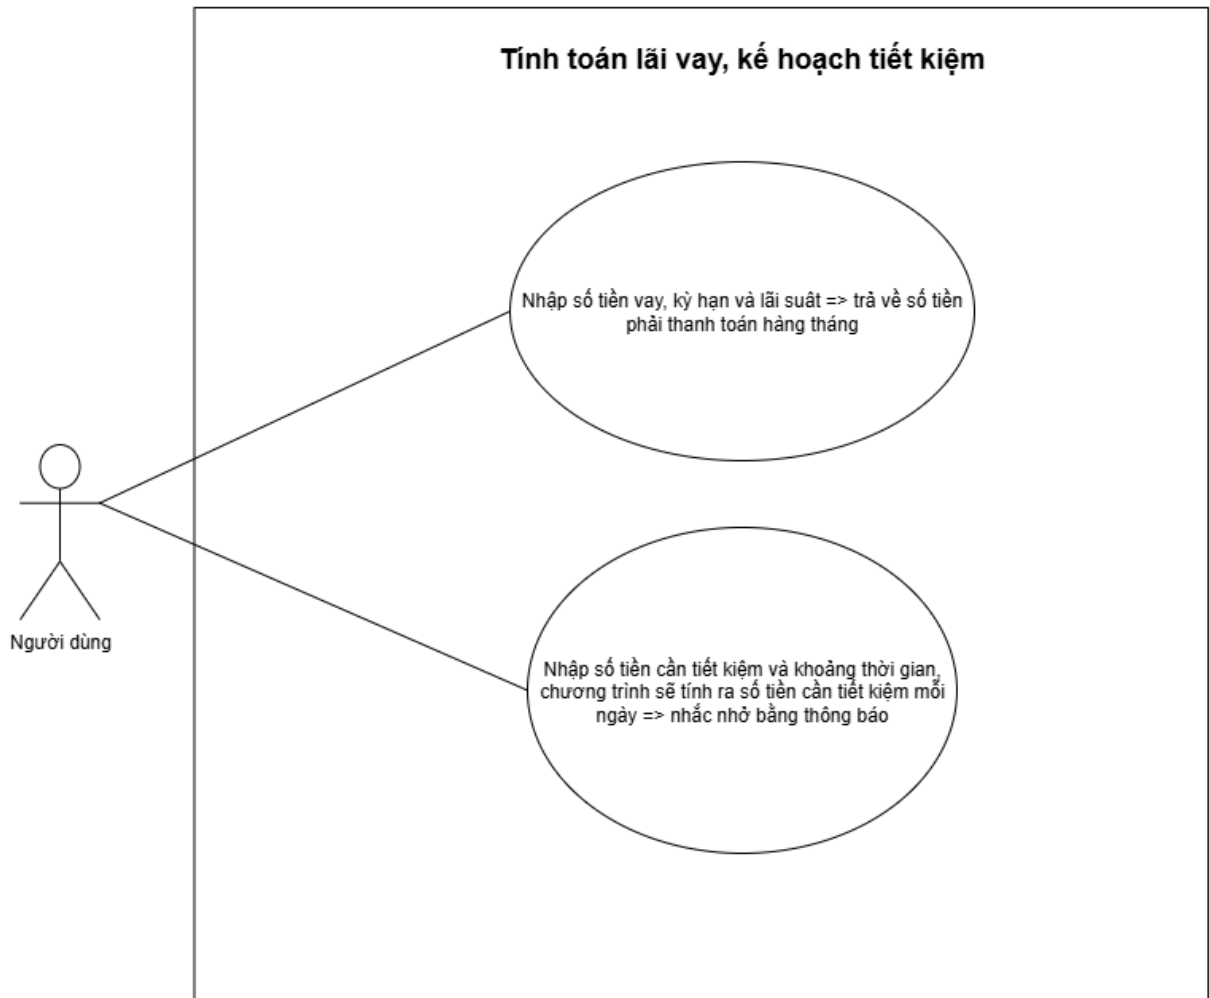 Tính toán lãi vay, kế hoạch tiết kiệm
Nhập số tiền vay, kỳ hạn và lãi suât => trả về số tiền
phải thanh toán hàng tháng
Người dùng
Nhập số tiền cần tiết kiệm và khoảng thời gian,
chương trình sẽ tính ra số tiền cần tiết kiệm mỗi
ngày => nhắc nhở bằng thông báo